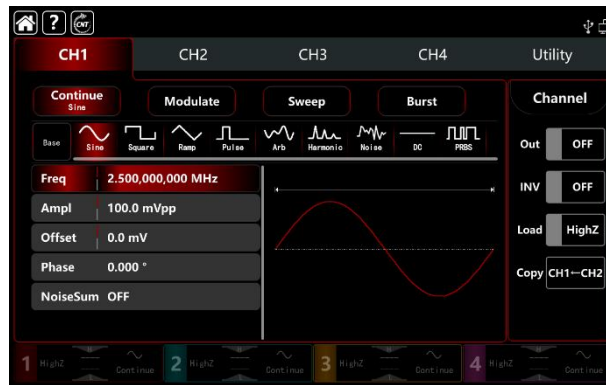 ? CNT
CH1 CH2 CH3 CH4 Utility
Continue
Sine
Modulate Sweep Burst Channel
Base Sine Square Ramp Pulse Arb Harmonic Noise DC PRBS
Out OFF
Freq 2.500,000,000 MHz
INV OFF
Ampl 100.0 mVpp
Offset 0.0 mV
Load HighZ
Phase 0.000 °
Copy CH1←CH2
NoiseSum OFF
1 HighZ Continue 2 HighZ Continue 3 HighZ Continue 4 HighZ Continue